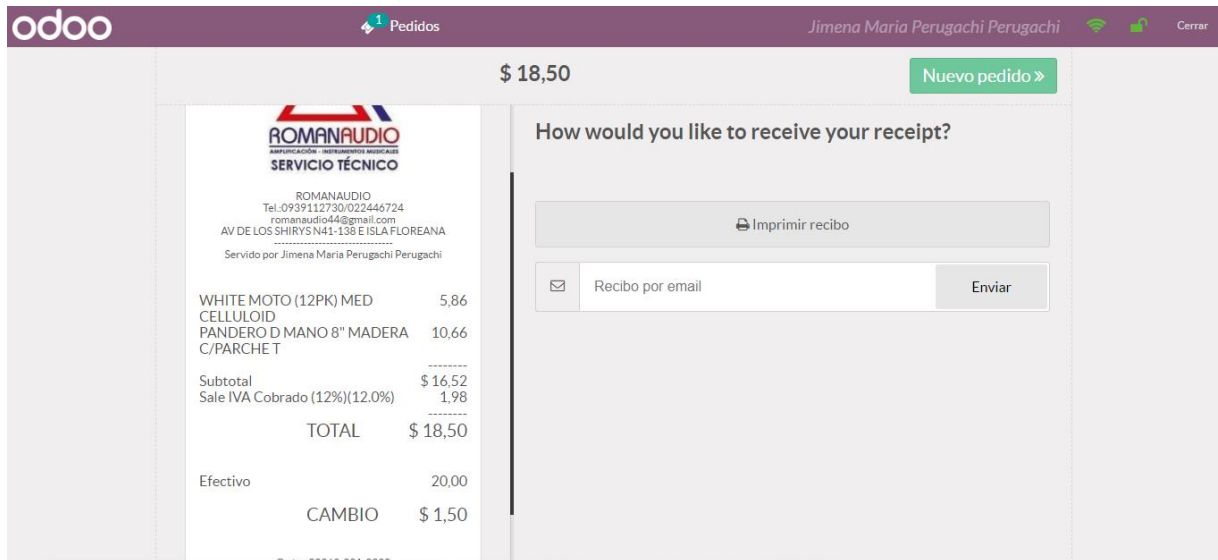 odoo
1
Pedidos
Jimena Maria Perugachi Perugachi
Cerrar
$ 18,50
Nuevo pedido »
ROMANAUDIO
AMPLIFICACIÓN - INSTRUMENTOS MUSICALES
SERVICIO TÉCNICO
ROMANAUDIO
Tel.:0939112730/022446724
romanaudio44@gmail.com
AV DE LOS SHIRYS N41-138 E ISLA FLOREANA
--------------------------------
Servido por Jimena Maria Perugachi Perugachi
WHITE MOTO (12PK) MED 5,86
CELLULOID
PANDERO D MANO 8" MADERA 10,66
C/PARCHE T
--------
Subtotal $ 16,52
Sale IVA Cobrado (12%)(12.0%) 1,98
--------
TOTAL $ 18,50
Efectivo 20,00
CAMBIO $ 1,50
How would you like to receive your receipt?
Imprimir recibo
Recibo por email
Enviar